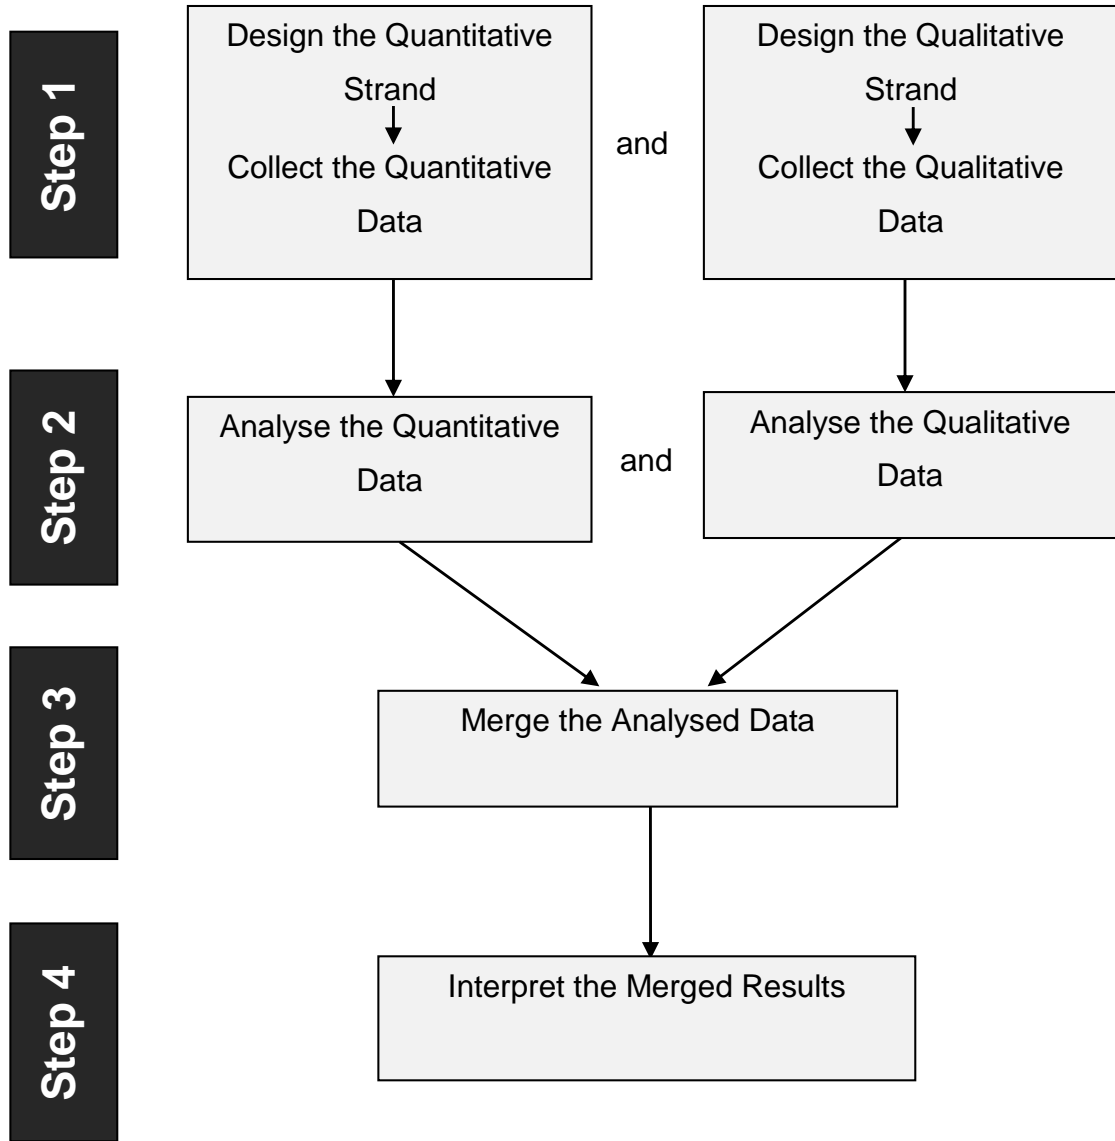 Step 1
Design the Quantitative
Strand
Collect the Quantitative
Data
and
Design the Qualitative
Strand
Collect the Qualitative
Data
Step 2
Analyse the Quantitative
Data
and
Analyse the Qualitative
Data
Step 3
Merge the Analysed Data
Step 4
Interpret the Merged Results